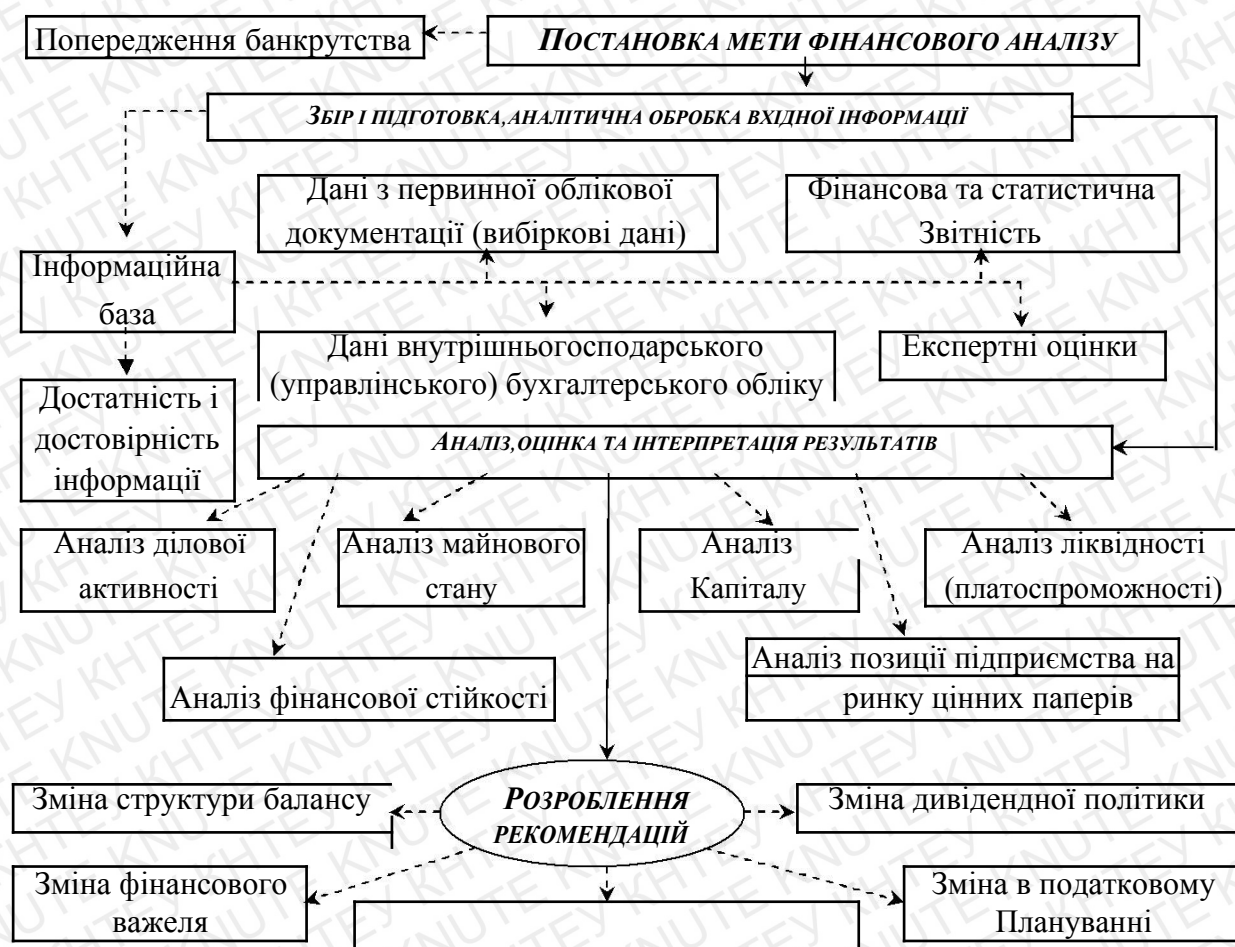 Попередження банкрутства
ПОСТАНОВКА МЕТИ ФІНАНСОВОГО АНАЛІЗУ
ЗБІР І ПІДГОТОВКА,АНАЛІТИЧНА ОБРОБКА ВХІДНОЇ ІНФОРМАЦІЇ
Дані з первинної облікової
документації (вибіркові дані)
Фінансова та статистична
Звітність
Інформаційна
база
Дані внутрішньогосподарського
(управлінського) бухгалтерського обліку
Експертні оцінки
Достатність і
достовірність
інформації
АНАЛІЗ,ОЦІНКА ТА ІНТЕРПРЕТАЦІЯ РЕЗУЛЬТАТІВ
Аналіз ділової
активності
Аналіз майнового
стану
Аналіз
Капіталу
Аналіз ліквідності
(платоспроможності)
Аналіз фінансової стійкості
Аналіз позиції підприємства на
ринку цінних паперів
Зміна структури балансу
РОЗРОБЛЕННЯ
РЕКОМЕНДАЦІЙ
Зміна дивідендної політики
Зміна фінансового
важеля
Зміна в податковому
Плануванні